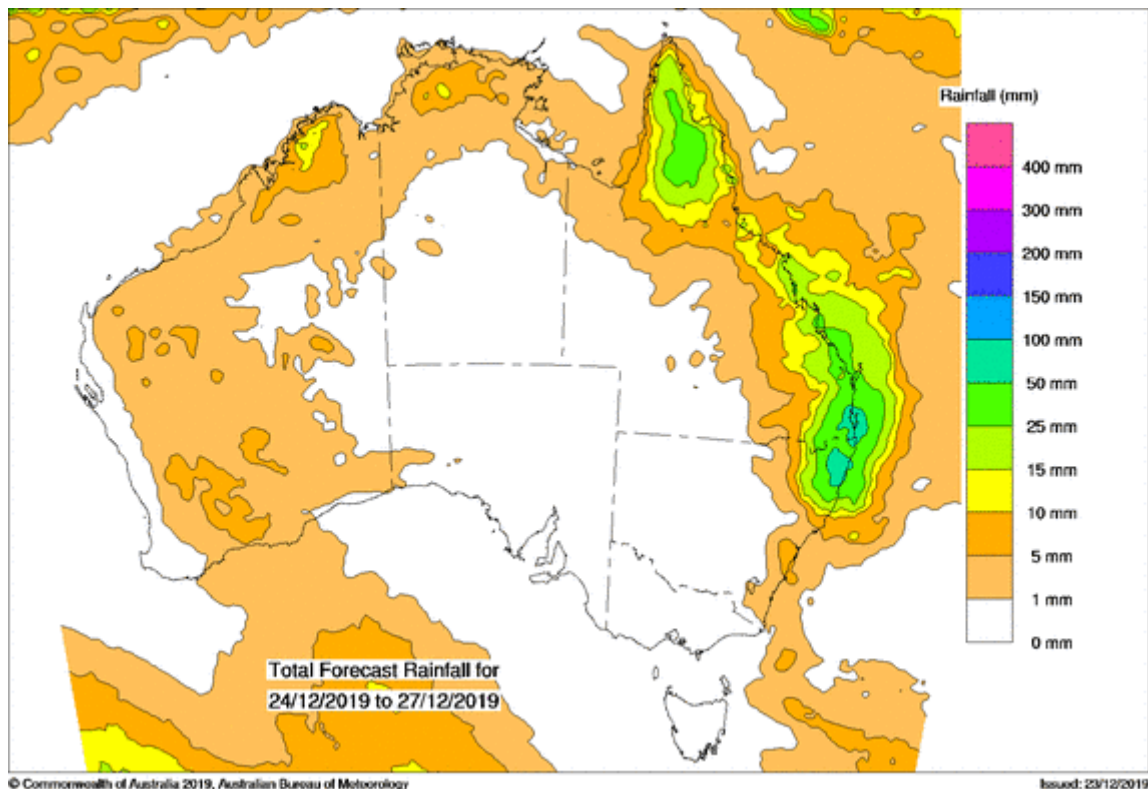 Rainfall (mm)
400 mm
300 mm
200 mm
150 mm
100 mm
50 mm
25 mm
15 mm
10 mm
5 mm
1 mm
0 mm
Total Forecast Rainfall for
24/12/2019 to 27/12/2019
© Commonwealth of Australia 2019, Australian Bureau of Meteorology
Issued: 23/12/2019